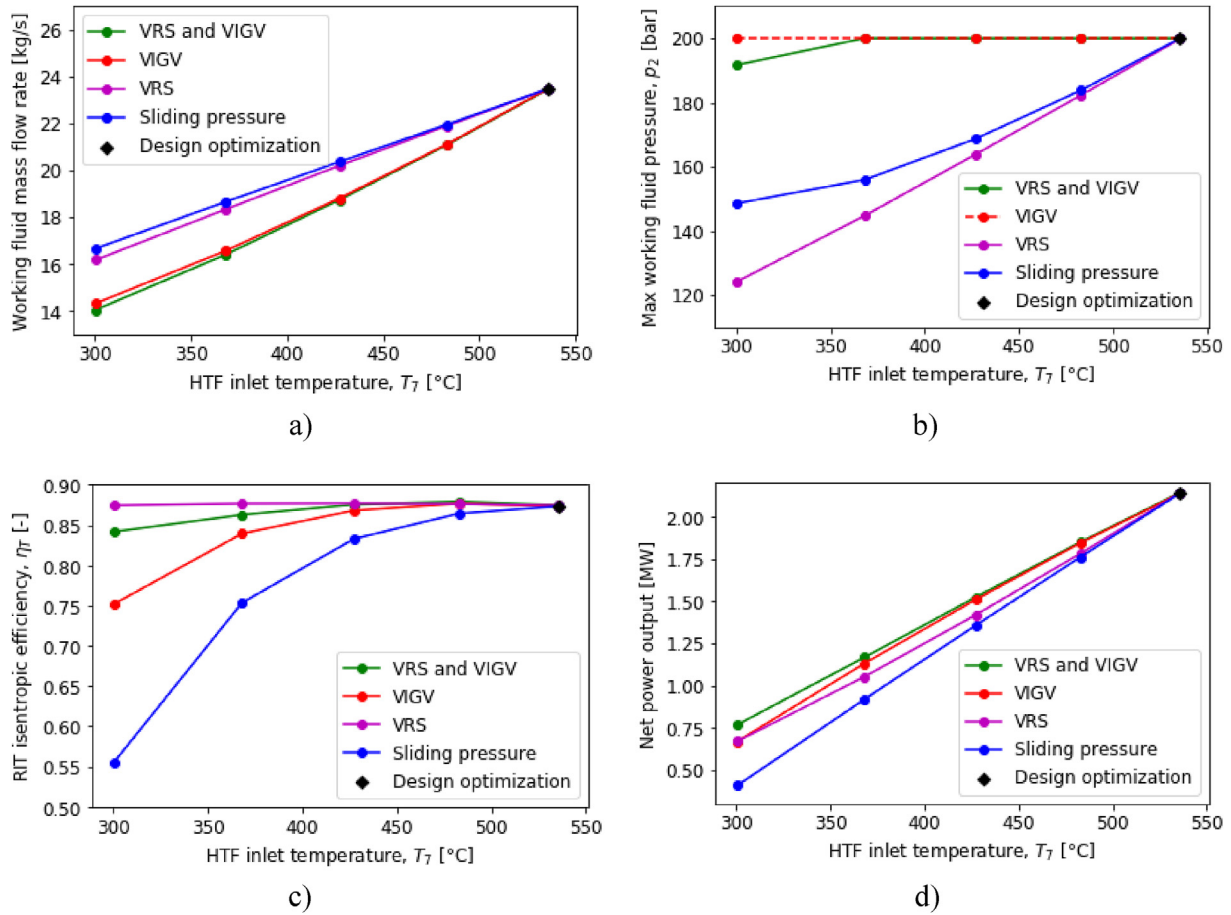 Working fluid mass flow rate [kg/s]
26
24
22
20
18
16
14
VRS and VIGV
VIGV
VRS
Sliding pressure
Design optimization
300 350 400 450 500 550
HTF inlet temperature, T7 [°C]
a)
Max working fluid pressure, p2 [bar]
200
180
160
140
120
VRS and VIGV
VIGV
VRS
Sliding pressure
Design optimization
300 350 400 450 500 550
HTF inlet temperature, T7 [°C]
b)
RIT isentropic efficiency, ηT [-]
0.90
0.85
0.80
0.75
0.70
0.65
0.60
0.55
0.50
VRS and VIGV
VIGV
VRS
Sliding pressure
Design optimization
300 350 400 450 500 550
HTF inlet temperature, T7 [°C]
c)
Net power output [MW]
2.00
1.75
1.50
1.25
1.00
0.75
0.50
VRS and VIGV
VIGV
VRS
Sliding pressure
Design optimization
300 350 400 450 500 550
HTF inlet temperature, T7 [°C]
d)